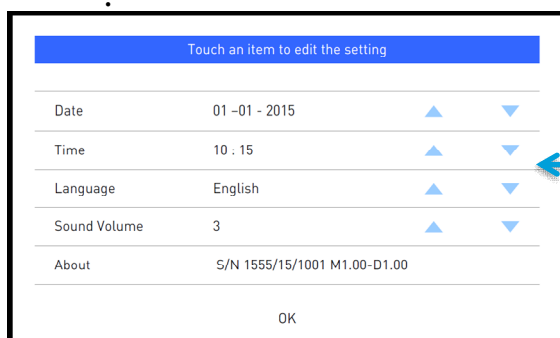 Touch an item to edit the setting
Date 01 –01 - 2015
Time 10 : 15
Language English
Sound Volume 3
About S/N 1555/15/1001 M1.00-D1.00
OK